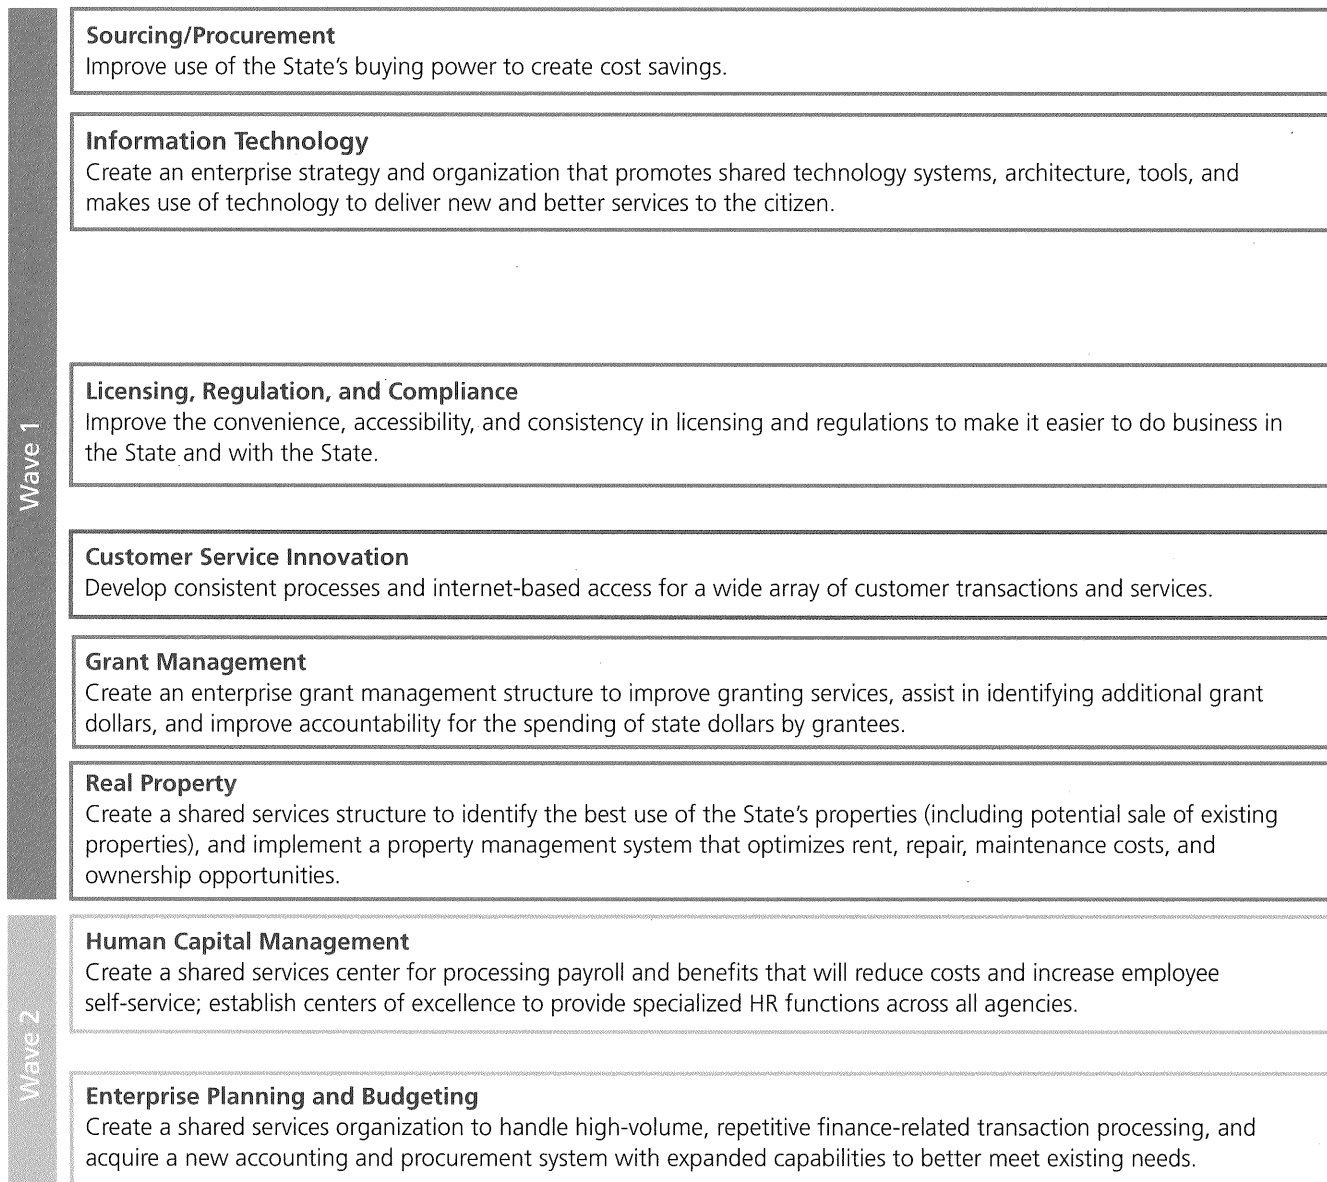 Sourcing/Procurement
Improve use of the State's buying power to create cost savings.
Information Technology
Create an enterprise strategy and organization that promotes shared technology systems, architecture, tools, and
makes use of technology to deliver new and better services to the citizen.
Wave 1
Licensing, Regulation, and Compliance
Improve the convenience, accessibility, and consistency in licensing and regulations to make it easier to do business in
the State and with the State.
Customer Service Innovation
Develop consistent processes and internet-based access for a wide array of customer transactions and services.
Grant Management
Create an enterprise grant management structure to improve granting services, assist in identifying additional grant
dollars, and improve accountability for the spending of state dollars by grantees.
Real Property
Create a shared services structure to identify the best use of the State's properties (including potential sale of existing
properties), and implement a property management system that optimizes rent, repair, maintenance costs, and
ownership opportunities.
Wave 2
Human Capital Management
Create a shared services center for processing payroll and benefits that will reduce costs and increase employee
self-service; establish centers of excellence to provide specialized HR functions across all agencies.
Enterprise Planning and Budgeting
Create a shared services organization to handle high-volume, repetitive finance-related transaction processing, and
acquire a new accounting and procurement system with expanded capabilities to better meet existing needs.